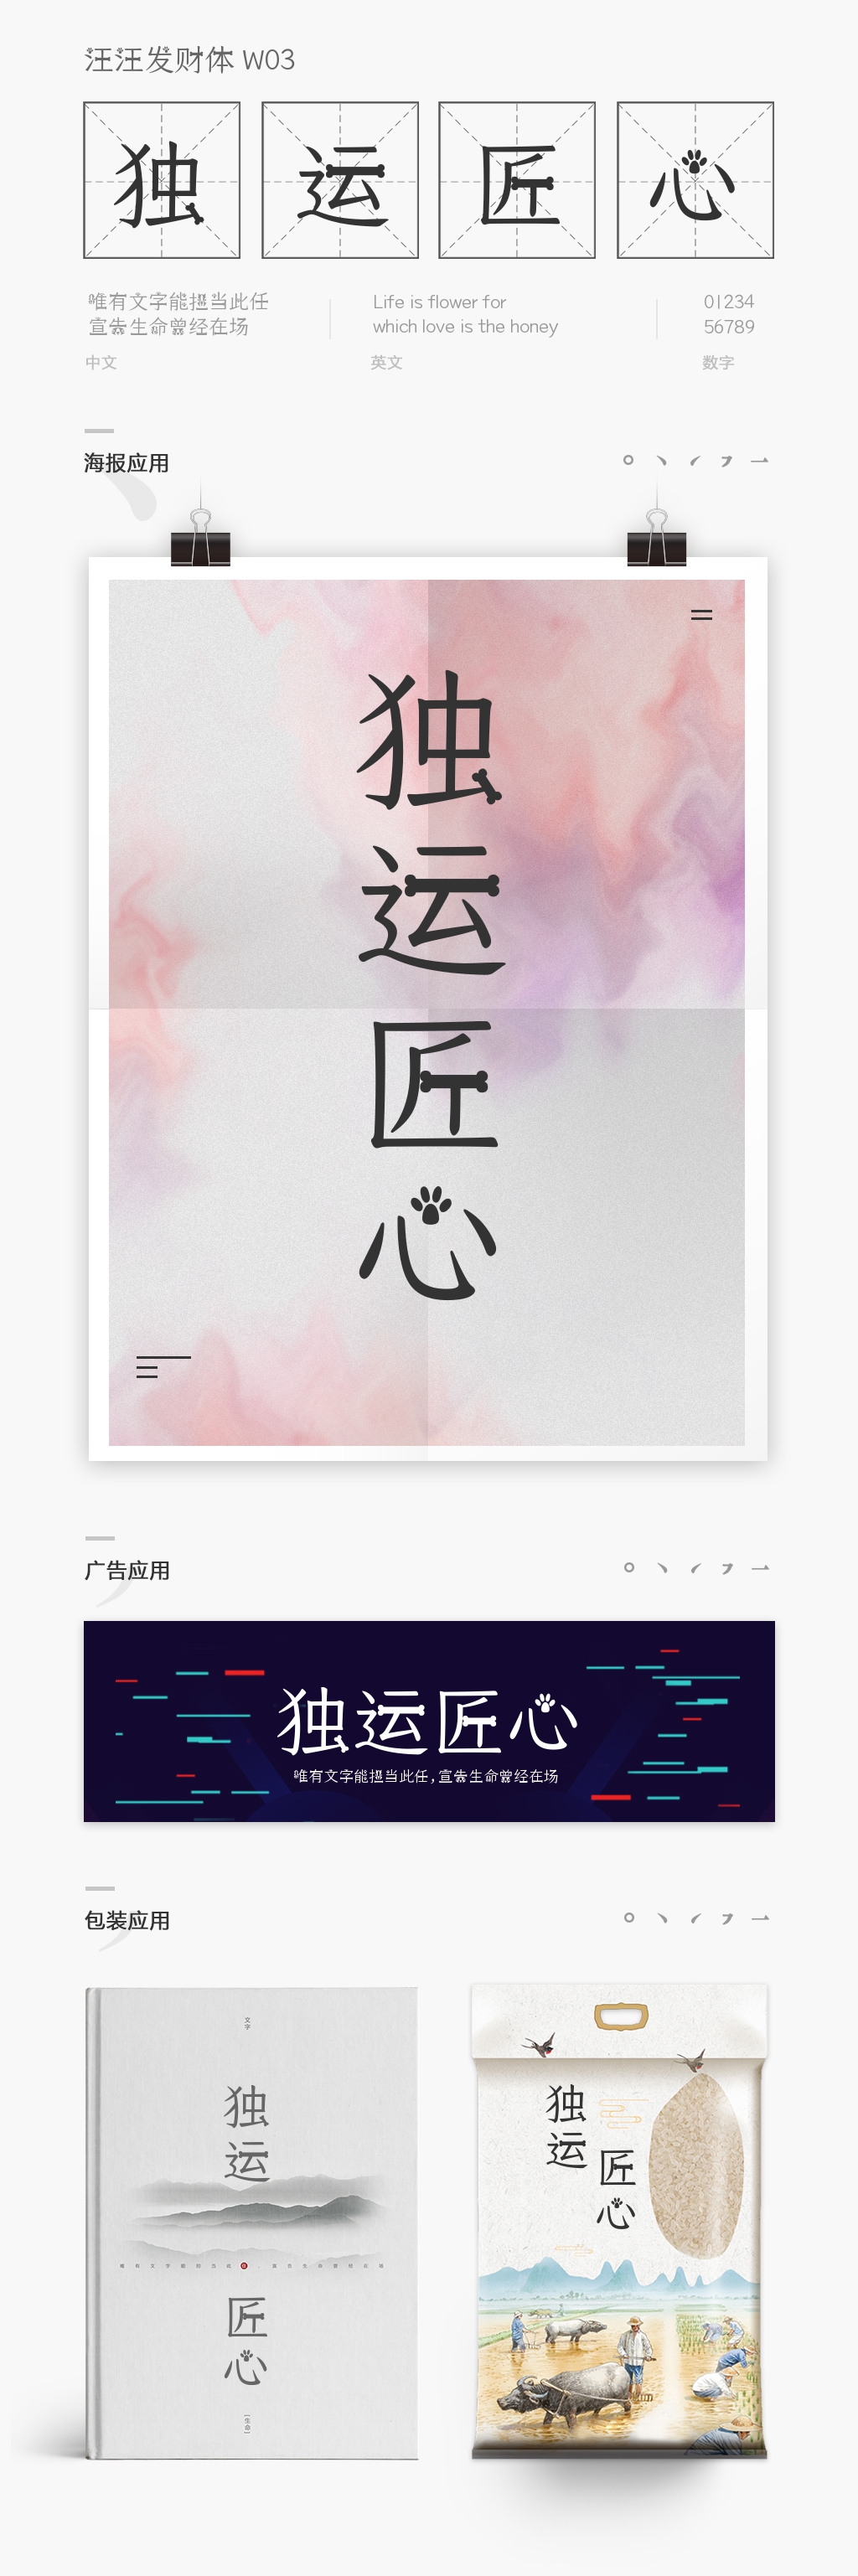 汪汪发财体 W03
独 运 匠 心
唯有文字能担当此任
宣告生命曾经在场
中文
Life is flower for
which love is the honey
英文
01234
56789
数字
海报应用
独
运
匠
心
广告应用
独运匠心
唯有文字能担当此任,宣告生命曾经在场
包装应用
文字
独
运
匠
心
[生命]
独运
匠心